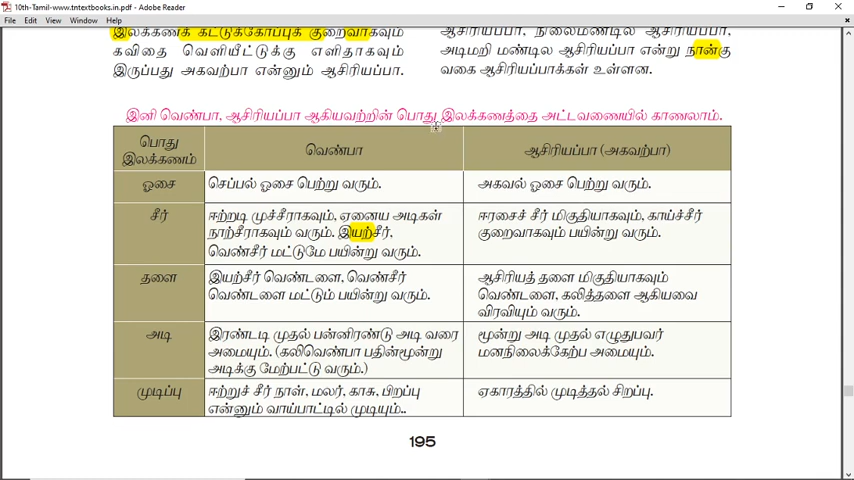 10th-Tamil-www.tntextbooks.in.pdf - Adobe Reader
File Edit View Window Help
இலக்கணக் கட்டுக்கோப்புக் குறைவாகவும்
கவிதை வெளியீட்டுக்கு எளிதாகவும்
இருப்பது அகவற்பா என்னும் ஆசிரியப்பா.
ஆசிரியப்பா, நிலைமண்டில ஆசிரியப்பா,
அடிமறி மண்டில ஆசிரியப்பா என்று நான்கு
வகை ஆசிரியப்பாக்கள் உள்ளன.
இனி வெண்பா, ஆசிரியப்பா ஆகியவற்றின் பொது இலக்கணத்தை அட்டவணையில் காணலாம்.
பொது
இலக்கணம்
வெண்பா
ஆசிரியப்பா (அகவற்பா)
ஓசை
செப்பல் ஓசை பெற்று வரும்.
அகவல் ஓசை பெற்று வரும்.
சீர்
ஈற்றடி முச்சீராகவும், ஏனைய அடிகள்
நாற்சீராகவும் வரும். இயற்சீர்,
வெண்சீர் மட்டுமே பயின்று வரும்.
ஈரசைச் சீர் மிகுதியாகவும், காய்ச்சீர்
குறைவாகவும் பயின்று வரும்.
தளை
இயற்சீர் வெண்டளை, வெண்சீர்
வெண்டளை மட்டும் பயின்று வரும்.
ஆசிரியத் தளை மிகுதியாகவும்
வெண்டளை, கலித்தளை ஆகியவை
விரவியும் வரும்.
அடி
இரண்டடி முதல் பன்னிரண்டு அடி வரை
அமையும். (கலிவெண்பா பதின்மூன்று
அடிக்கு மேற்பட்டு வரும்.)
மூன்று அடி முதல் எழுதுபவர்
மனநிலைக்கேற்ப அமையும்.
முடிப்பு
ஈற்றுச் சீர் நாள், மலர், காசு, பிறப்பு
என்னும் வாய்பாட்டில் முடியும்..
ஏகாரத்தில் முடித்தல் சிறப்பு.
195